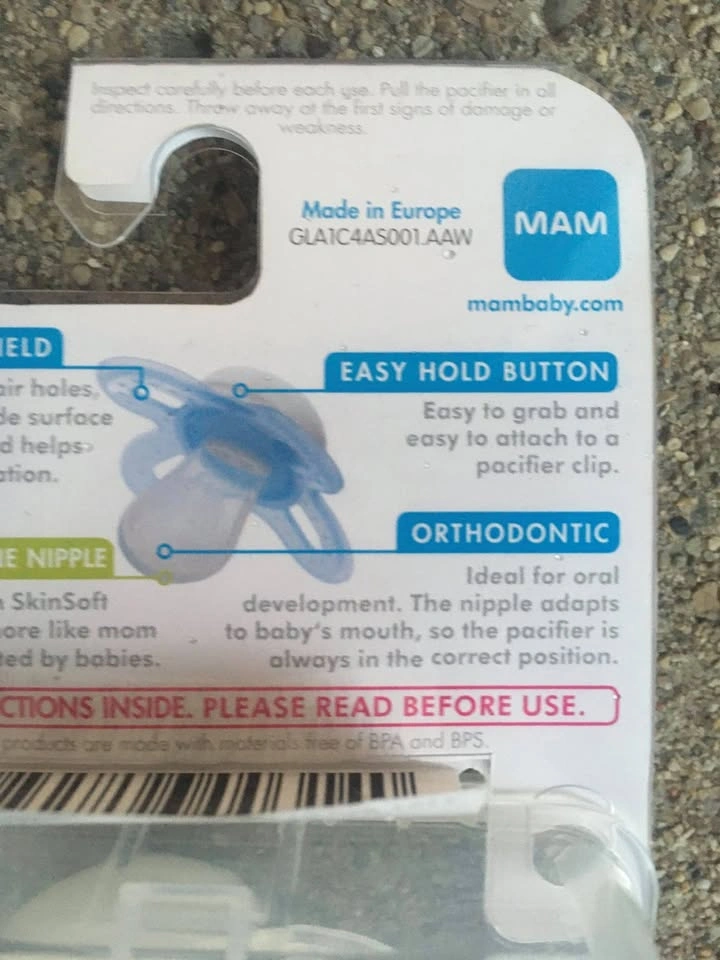 Inspect carefully before each use. Pull the pacifier in all
directions. Throw away at the first signs of damage or
weakness.
Made in Europe
GLA1C4AS001.AAW
MAM
mambaby.com
IELD
air holes,
de surface
d helps
ation.
EASY HOLD BUTTON
Easy to grab and
easy to attach to a
pacifier clip.
ORTHODONTIC
Ideal for oral
development. The nipple adapts
to baby's mouth, so the pacifier is
always in the correct position.
E NIPPLE
SkinSoft
ore like mom
ted by babies.
CTIONS INSIDE. PLEASE READ BEFORE USE.
products are made with materials free of BPA and BPS.